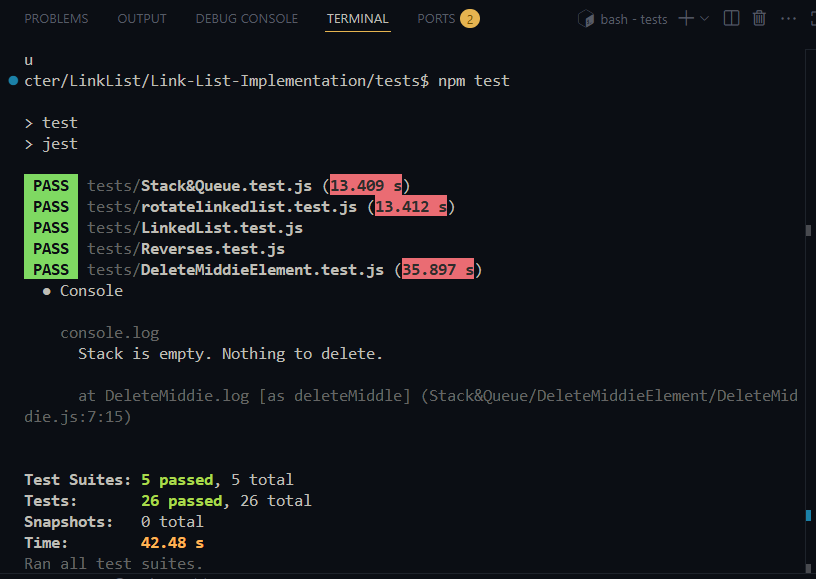 PROBLEMS OUTPUT DEBUG CONSOLE TERMINAL PORTS 2 bash - tests
u
cter/LinkList/Link-List-Implementation/tests$ npm test
> test
> jest
PASS tests/Stack&Queue.test.js (13.409 s)
PASS tests/rotatelinkedlist.test.js (13.412 s)
PASS tests/LinkedList.test.js
PASS tests/Reverses.test.js
PASS tests/DeleteMiddieElement.test.js (35.897 s)
● Console
console.log
Stack is empty. Nothing to delete.
at DeleteMiddie.log [as deleteMiddle] (Stack&Queue/DeleteMiddieElement/DeleteMid
die.js:7:15)
Test Suites: 5 passed, 5 total
Tests: 26 passed, 26 total
Snapshots: 0 total
Time: 42.48 s
Ran all test suites.